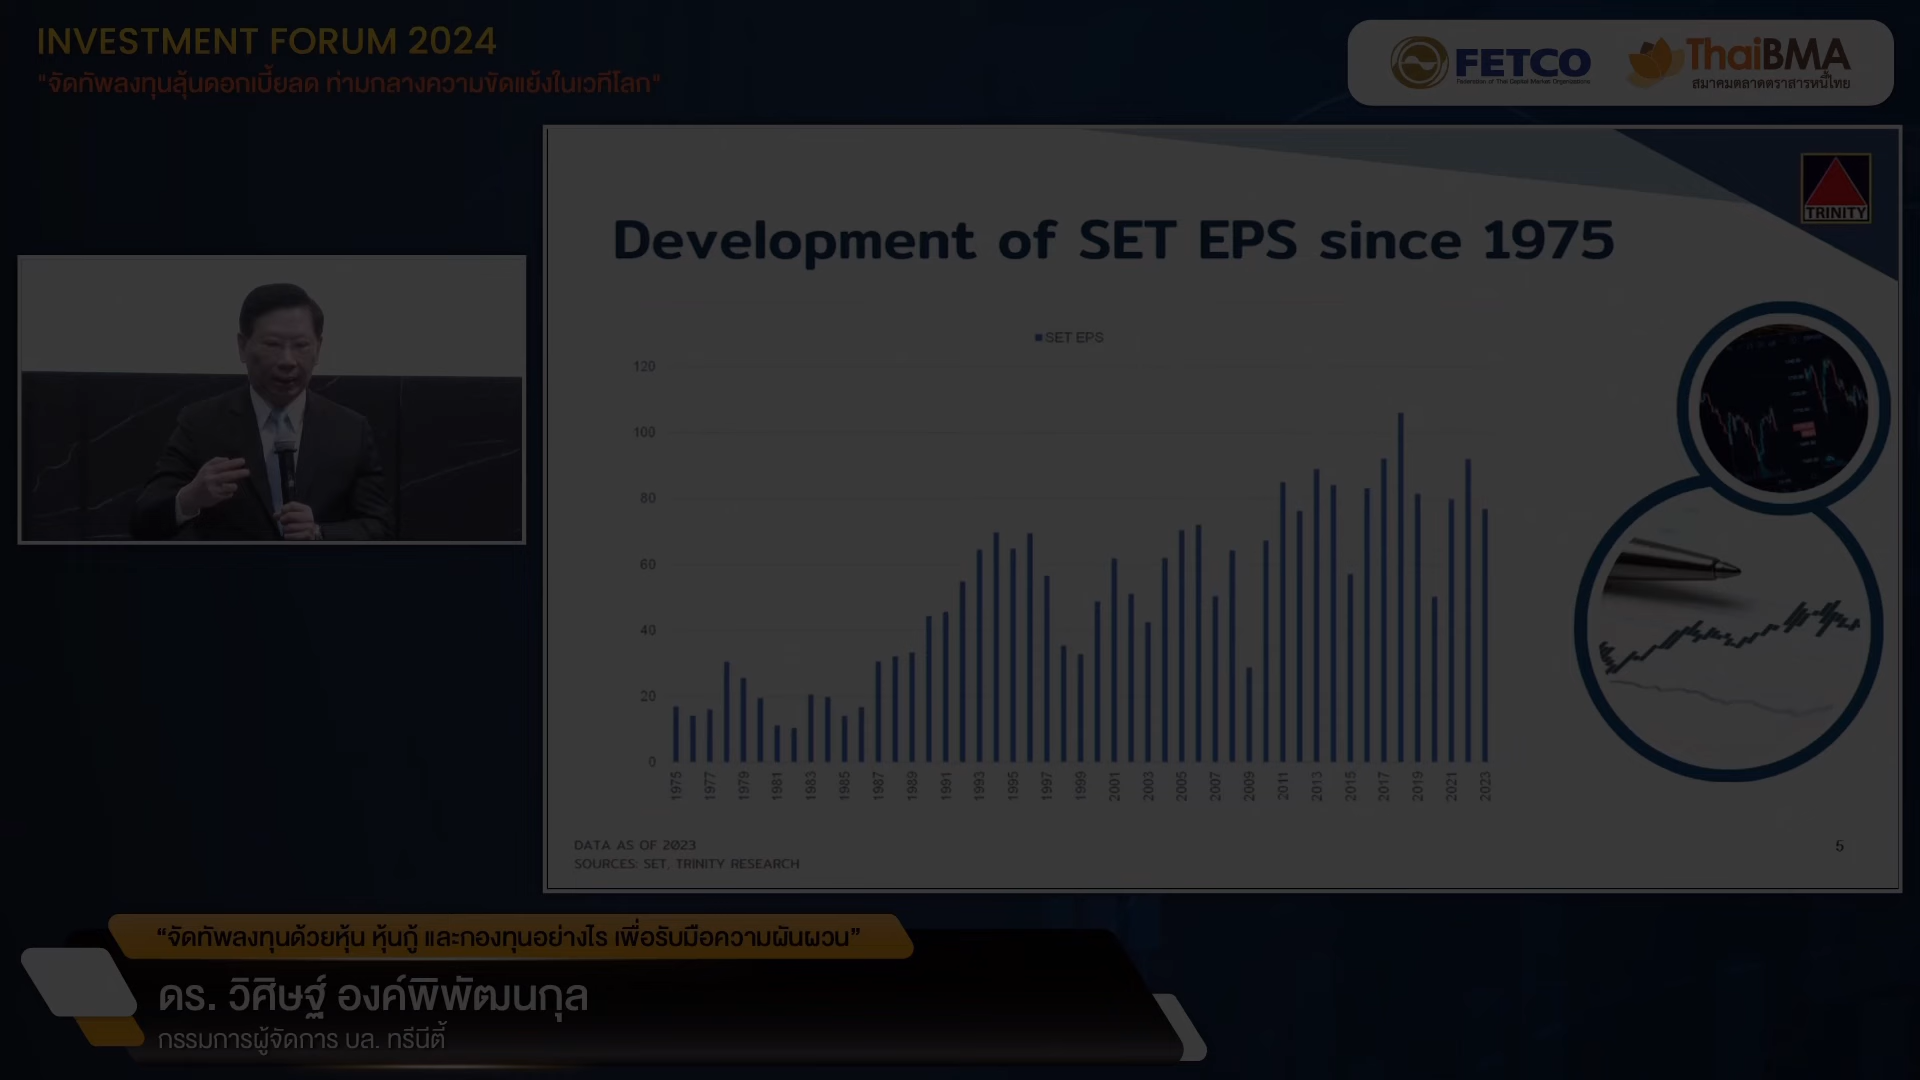 INVESTMENT FORUM 2024
"จัดทัพลงทุนลุ้นดอกเบี้ยลด ท่ามกลางความขัดแย้งในเวทีโลก"
FETCO
Federation of Thai Capital Market Organizations
ThaiBMA
สมาคมตลาดตราสารหนี้ไทย
TRINITY
Development of SET EPS since 1975
SET EPS
120
100
80
60
40
20
0
1975 1977 1979 1981 1983 1985 1987 1989 1991 1993 1995 1997 1999 2001 2003 2005 2007 2009 2011 2013 2015 2017 2019 2021 2023
DATA AS OF 2023
SOURCES: SET, TRINITY RESEARCH
5
“จัดทัพลงทุนด้วยหุ้น หุ้นกู้ และกองทุนอย่างไร เพื่อรับมือความผันผวน”
ดร. วิศิษฐ์ องค์พิพัฒนกุล
กรรมการผู้จัดการ บล. ทรีนีตี้